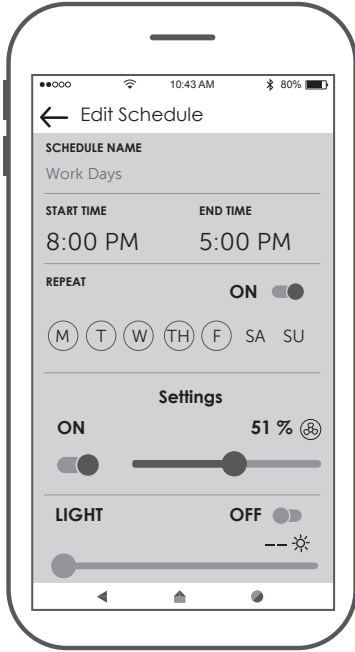 10:43 AM 80%
Edit Schedule
SCHEDULE NAME
Work Days
START TIME END TIME
8:00 PM 5:00 PM
REPEAT
ON
M T W TH F SA SU
Settings
ON 51 %
LIGHT OFF
--